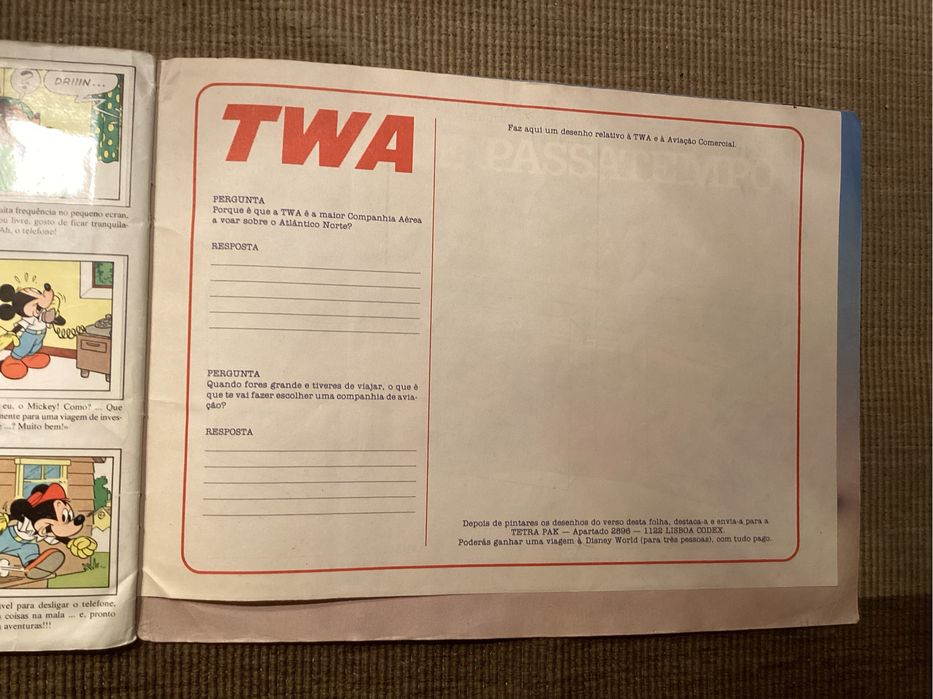 DRIIIN...
?
frequência no pequeno ecran,
livre, gosto de ficar tranquila-
Ah, o telefone!
eu, o Mickey! Como? ... Que
para uma viagem de inves-
...? Muito bem!»
para desligar o telefone,
coisas na mala ... e, pronto
aventuras!!!
TWA
PERGUNTA
Porque é que a TWA é a maior Companhia Aérea
a voar sobre o Atlântico Norte?
RESPOSTA
PERGUNTA
Quando fores grande e tiveres de viajar, o que é
que te vai fazer escolher uma companhia de avia-
ção?
RESPOSTA
Faz aqui um desenho relativo à TWA e à Aviação Comercial.
PASSATEMPO
Depois de pintares os desenhos do verso desta folha, destaca-a e envia-a para a
TETRA PAK — Apartado 2896 — 1122 LISBOA CODEX.
Poderás ganhar uma viagem à Disney World (para três pessoas), com tudo pago.